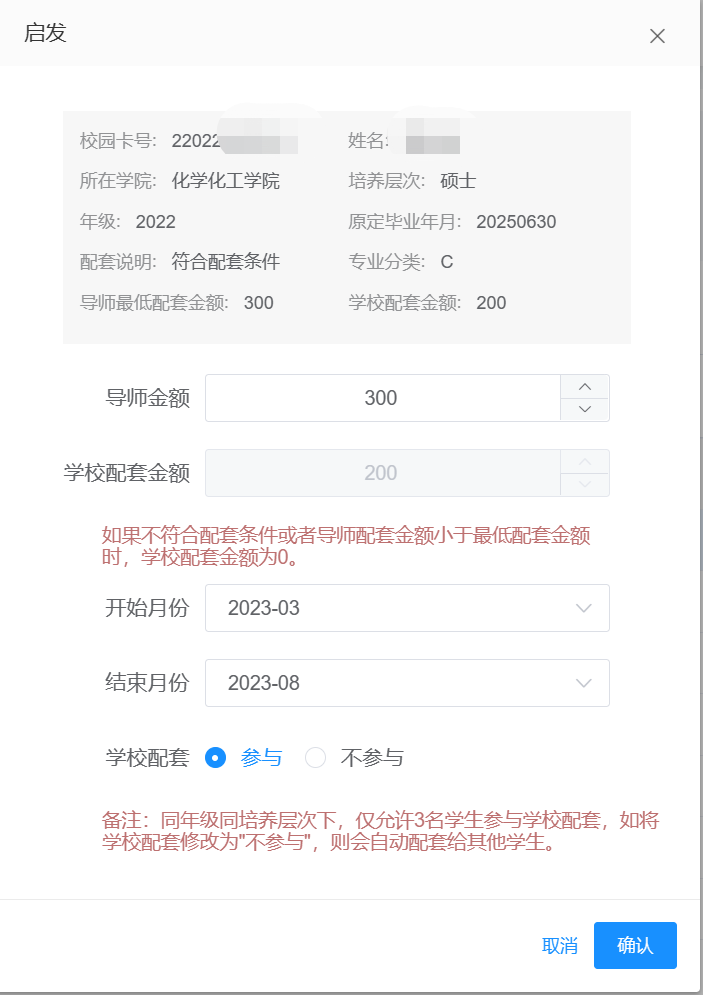 启发
校园卡号: 22022
姓名:
所在学院: 化学化工学院
培养层次: 硕士
年级: 2022
原定毕业年月: 20250630
配套说明: 符合配套条件
专业分类: C
导师最低配套金额: 300
学校配套金额: 200
导师金额 300
学校配套金额 200
如果不符合配套条件或者导师配套金额小于最低配套金额
时，学校配套金额为0。
开始月份 2023-03
结束月份 2023-08
学校配套 参与 不参与
备注：同年级同培养层次下，仅允许3名学生参与学校配套，如将
学校配套修改为"不参与"，则会自动配套给其他学生。
取消 确认